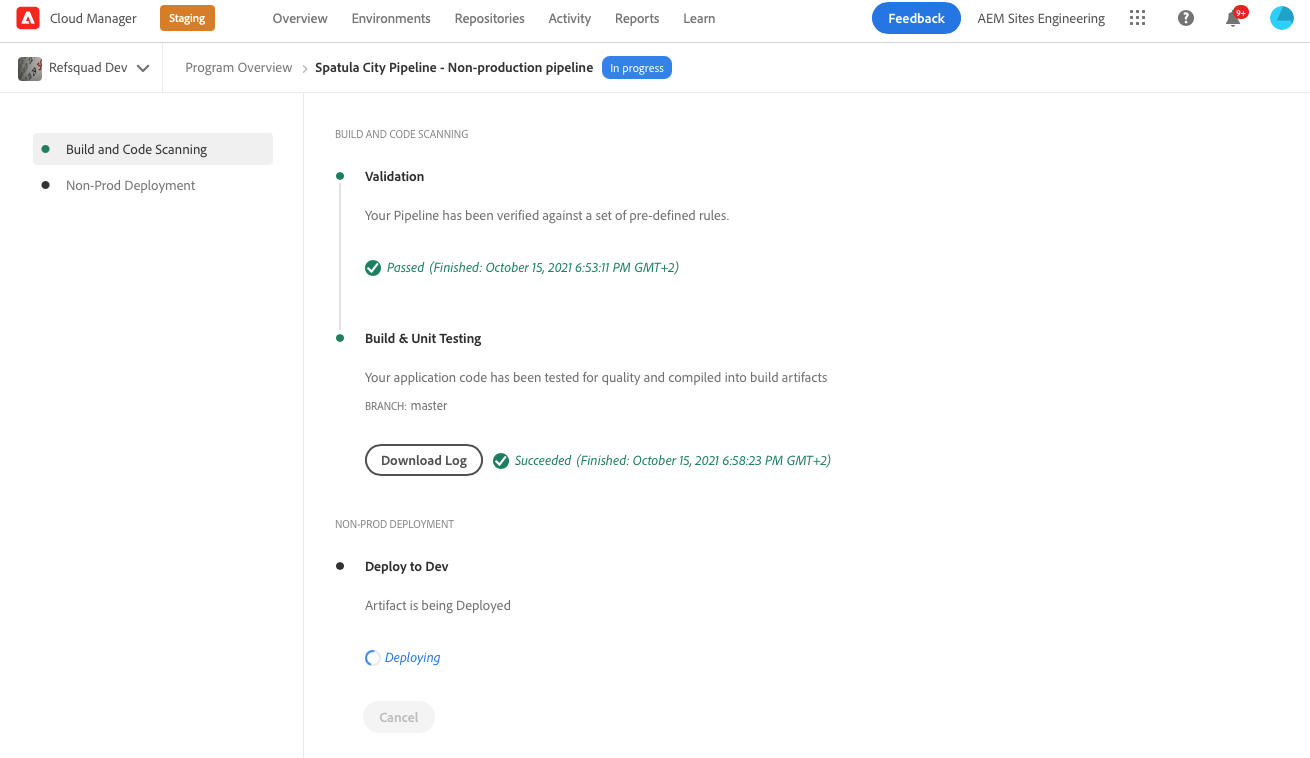 Cloud Manager Staging Overview Environments Repositories Activity Reports Learn Feedback AEM Sites Engineering 9+
Refsquad Dev Program Overview > Spatula City Pipeline - Non-production pipeline In progress
Build and Code Scanning
Non-Prod Deployment
BUILD AND CODE SCANNING
Validation
Your Pipeline has been verified against a set of pre-defined rules.
Passed (Finished: October 15, 2021 6:53:11 PM GMT+2)
Build & Unit Testing
Your application code has been tested for quality and compiled into build artifacts
BRANCH: master
Download Log Succeeded (Finished: October 15, 2021 6:58:23 PM GMT+2)
NON-PROD DEPLOYMENT
Deploy to Dev
Artifact is being Deployed
Deploying
Cancel